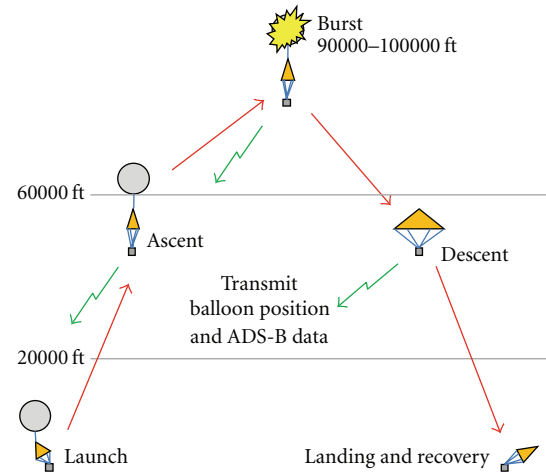 Burst
90000–100000 ft
60000 ft
Ascent
Descent
Transmit
balloon position
and ADS-B data
20000 ft
Launch
Landing and recovery